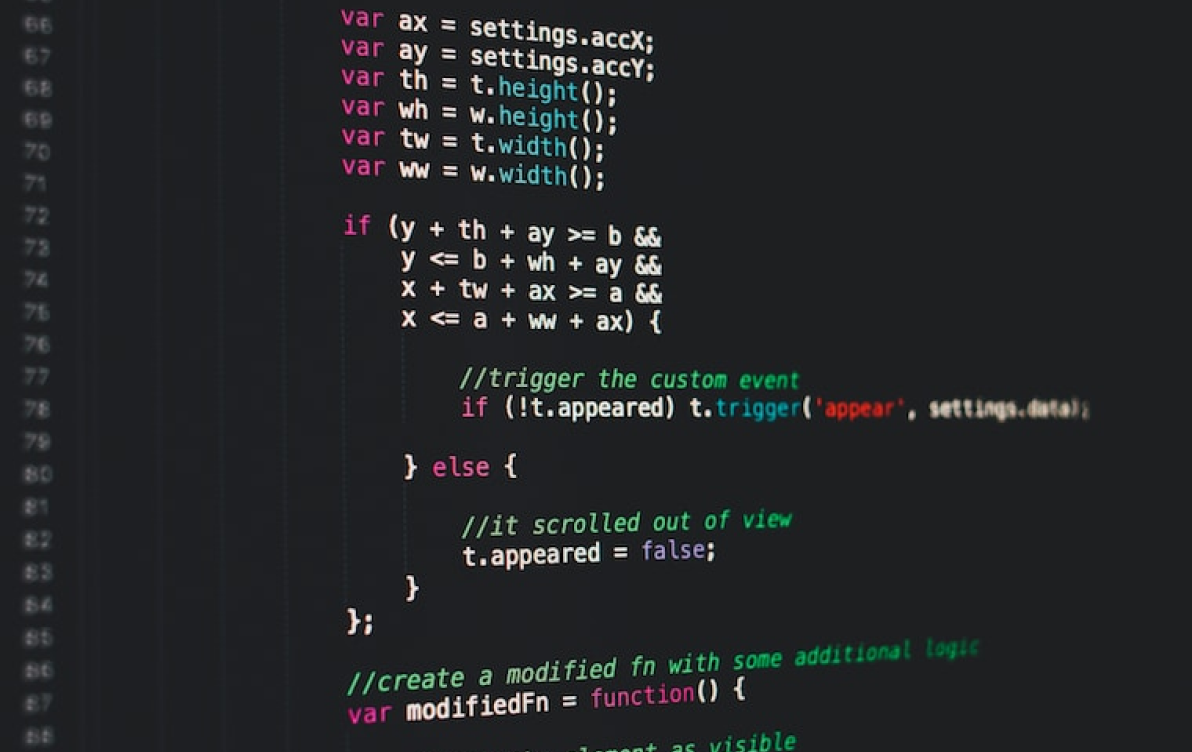 66 var ax = settings.accX;
67 var ay = settings.accY;
68 var th = t.height();
69 var wh = w.height();
70 var tw = t.width();
71 var ww = w.width();
72
73 if (y + th + ay >= b &&
74 y <= b + wh + ay &&
75 x + tw + ax >= a &&
76 x <= a + ww + ax) {
77
78 //trigger the custom event
79 if (!t.appeared) t.trigger('appear', settings.data);
80
81 } else {
82
83 //it scrolled out of view
84 t.appeared = false;
85 }
86 };
87 //create a modified fn with some additional logic
88 var modifiedFn = function() {
as visible